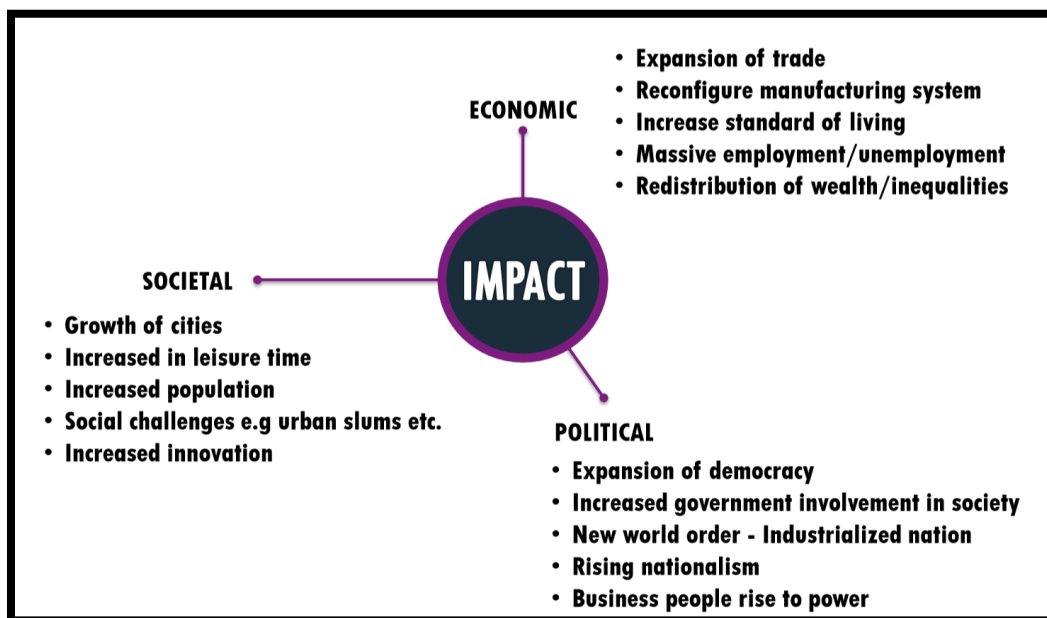 ECONOMIC
• Expansion of trade
• Reconfigure manufacturing system
• Increase standard of living
• Massive employment/unemployment
• Redistribution of wealth/inequalities
IMPACT
SOCIETAL
• Growth of cities
• Increased in leisure time
• Increased population
• Social challenges e.g urban slums etc.
• Increased innovation
POLITICAL
• Expansion of democracy
• Increased government involvement in society
• New world order - Industrialized nation
• Rising nationalism
• Business people rise to power